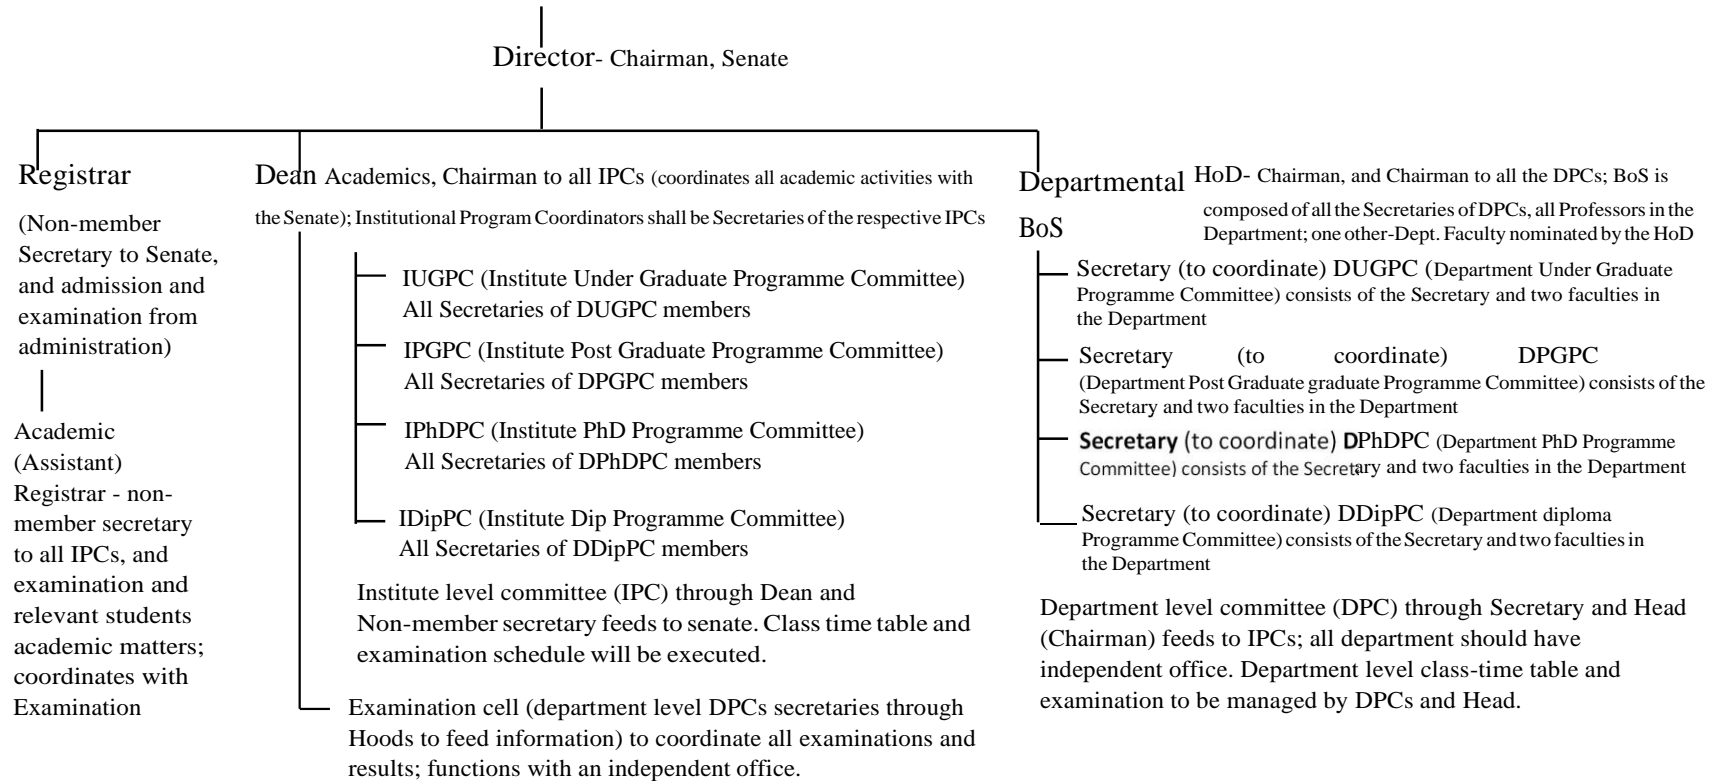 Director- Chairman, Senate
Registrar
(Non-member
Secretary to Senate,
and admission and
examination from
administration)
Academic
(Assistant)
Registrar - non-
member secretary
to all IPCs, and
examination and
relevant students
academic matters;
coordinates with
Examination
Dean Academics, Chairman to all IPCs (coordinates all academic activities with
the Senate); Institutional Program Coordinators shall be Secretaries of the respective IPCs
IUGPC (Institute Under Graduate Programme Committee)
All Secretaries of DUGPC members
IPGPC (Institute Post Graduate Programme Committee)
All Secretaries of DPGPC members
IPhDPC (Institute PhD Programme Committee)
All Secretaries of DPhDPC members
IDipPC (Institute Dip Programme Committee)
All Secretaries of DDipPC members
Institute level committee (IPC) through Dean and
Non-member secretary feeds to senate. Class time table and
examination schedule will be executed.
Examination cell (department level DPCs secretaries through
Hoods to feed information) to coordinate all examinations and
results; functions with an independent office.
Departmental
BoS
HoD- Chairman, and Chairman to all the DPCs; BoS is
composed of all the Secretaries of DPCs, all Professors in the
Department; one other-Dept. Faculty nominated by the HoD
Secretary (to coordinate) DUGPC (Department Under Graduate
Programme Committee) consists of the Secretary and two faculties in
the Department
Secretary (to coordinate) DPGPC
(Department Post Graduate graduate Programme Committee) consists of the
Secretary and two faculties in the Department
Secretary (to coordinate) DPhDPC (Department PhD Programme
Committee) consists of the Secretary and two faculties in the Department
Secretary (to coordinate) DDipPC (Department diploma
Programme Committee) consists of the Secretary and two faculties in
the Department
Department level committee (DPC) through Secretary and Head
(Chairman) feeds to IPCs; all department should have
independent office. Department level class-time table and
examination to be managed by DPCs and Head.